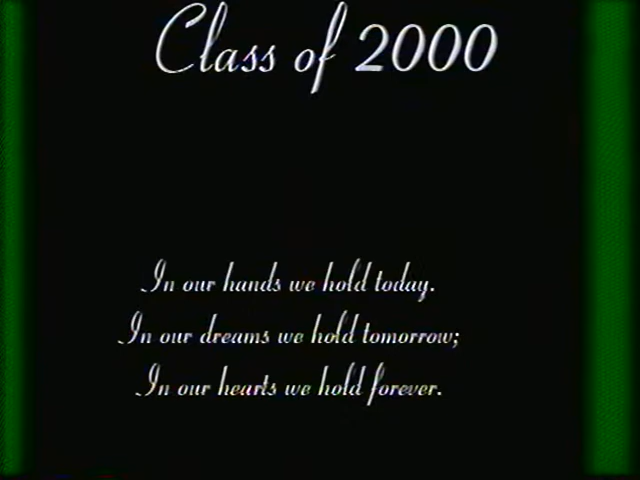 Class of 2000
In our hands we hold today.
In our dreams we hold tomorrow;
In our hearts we hold forever.